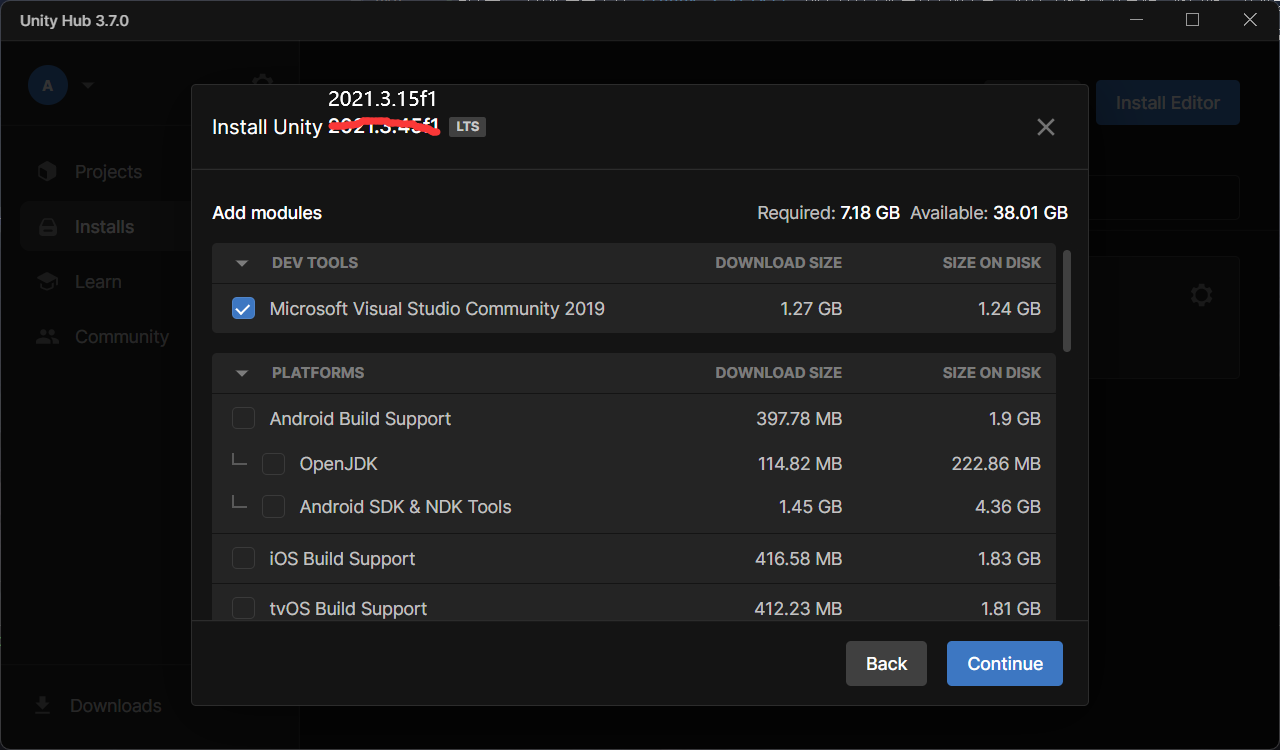 Unity Hub 3.7.0
A
Install Editor
2021.3.15f1
Install Unity 2021.3.45f1 LTS
Projects
Installs
Learn
Community
Downloads
Add modules
Required: 7.18 GB Available: 38.01 GB
DEV TOOLS DOWNLOAD SIZE SIZE ON DISK
Microsoft Visual Studio Community 2019 1.27 GB 1.24 GB
PLATFORMS DOWNLOAD SIZE SIZE ON DISK
Android Build Support 397.78 MB 1.9 GB
OpenJDK 114.82 MB 222.86 MB
Android SDK & NDK Tools 1.45 GB 4.36 GB
iOS Build Support 416.58 MB 1.83 GB
tvOS Build Support 412.23 MB 1.81 GB
Back
Continue